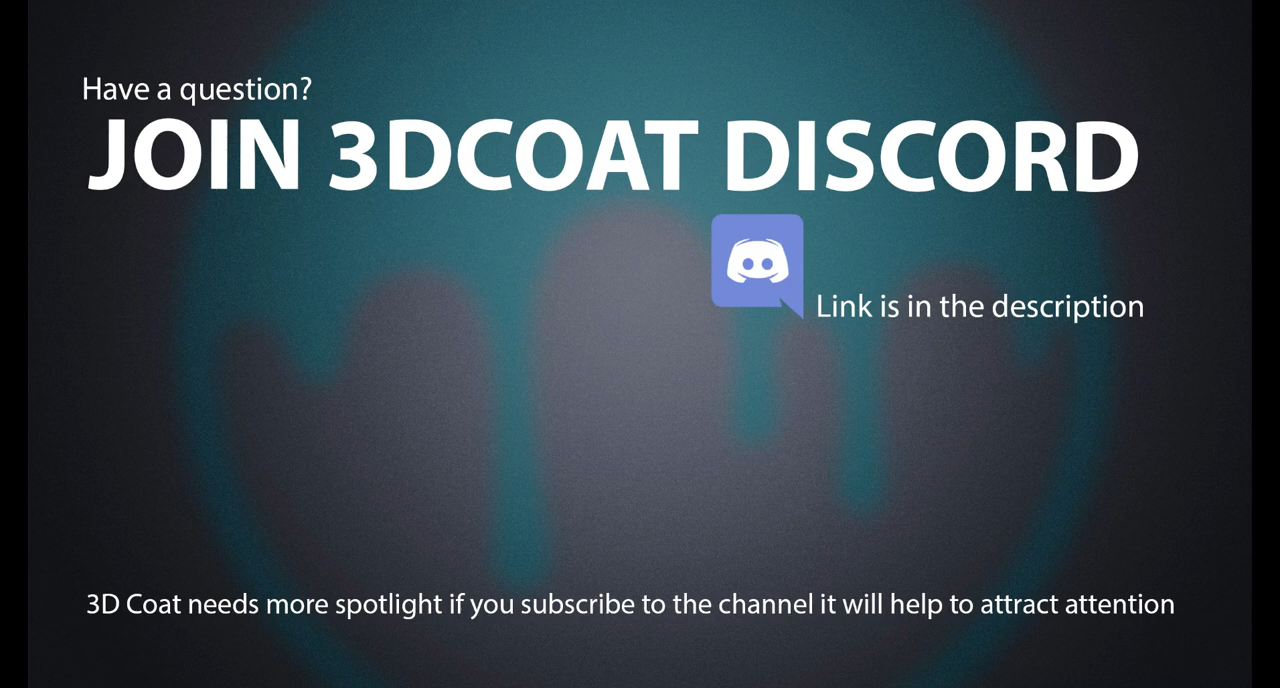 Have a question?
JOIN 3DCOAT DISCORD
Link is in the description
3D Coat needs more spotlight if you subscribe to the channel it will help to attract attention